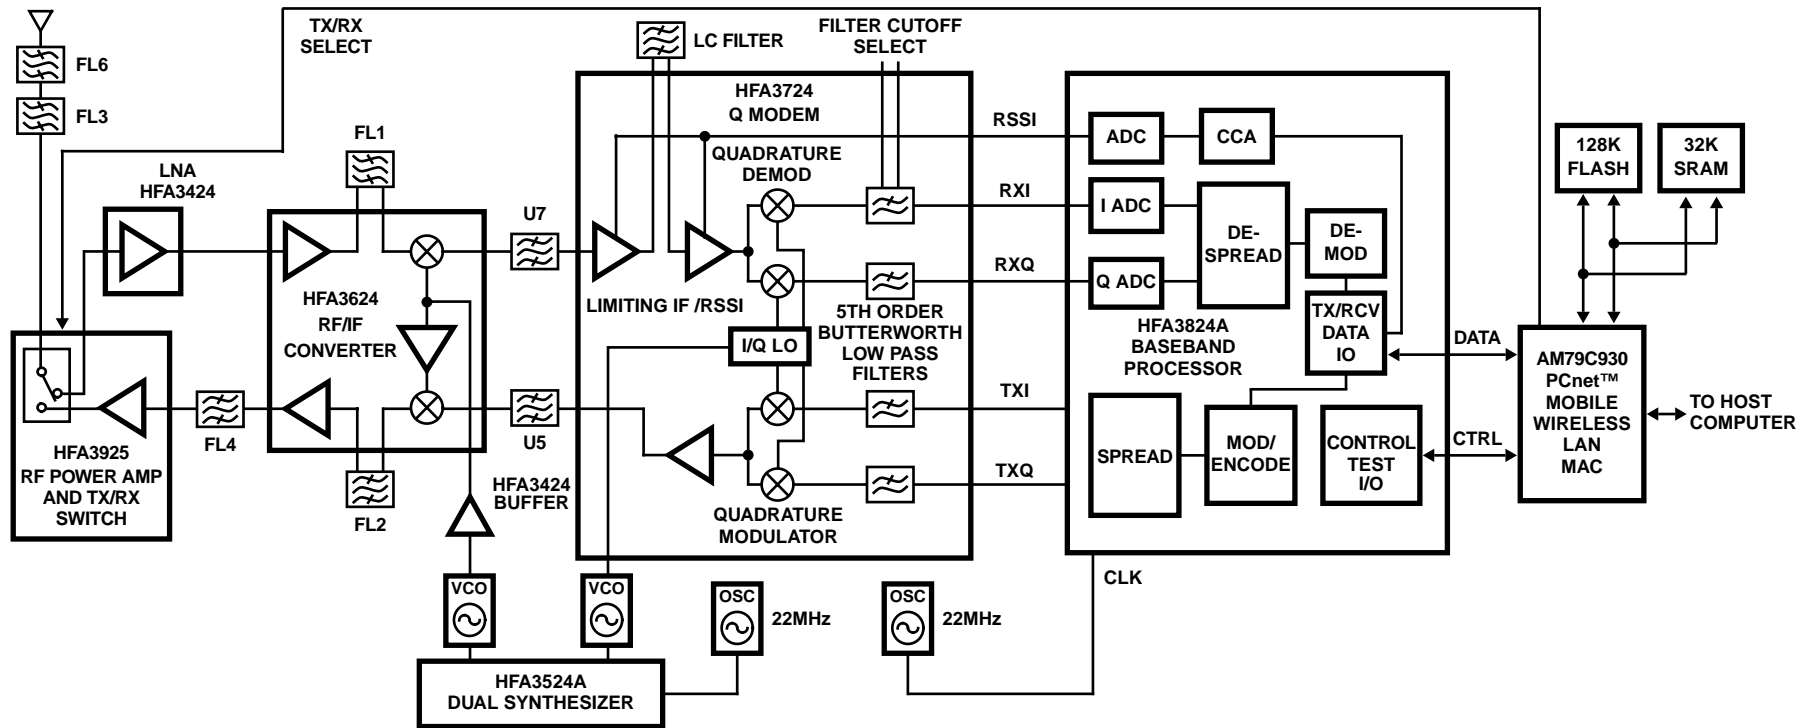 TX/RX
SELECT
LC FILTER
FILTER CUTOFF
SELECT
FL6
FL3
FL1
LNA
HFA3424
HFA3724
Q MODEM
RSSI
ADC
CCA
128K
FLASH
32K
SRAM
QUADRATURE
DEMOD
RXI
I ADC
U7
DE-
SPREAD
DE-
MOD
RXQ
Q ADC
HFA3624
RF/IF
CONVERTER
LIMITING IF /RSSI
5TH ORDER
BUTTERWORTH
LOW PASS
FILTERS
I/Q LO
HFA3824A
BASEBAND
PROCESSOR
TX/RCV
DATA
IO
DATA
AM79C930
PCnet™
MOBILE
WIRELESS
LAN
MAC
TO HOST
COMPUTER
TXI
HFA3925
RF POWER AMP
AND TX/RX
SWITCH
FL4
U5
FL2
HFA3424
BUFFER
SPREAD
MOD/
ENCODE
CONTROL
TEST
I/O
CTRL
TXQ
QUADRATURE
MODULATOR
CLK
VCO
VCO
OSC
22MHz
OSC
22MHz
HFA3524A
DUAL SYNTHESIZER